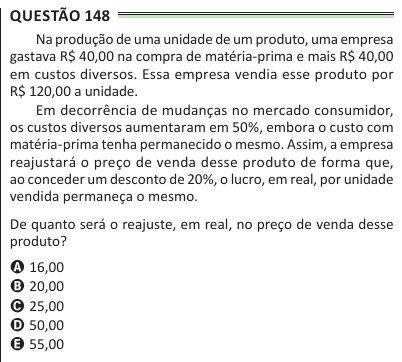 QUESTÃO 148
Na produção de uma unidade de um produto, uma empresa
gastava R$ 40,00 na compra de matéria-prima e mais R$ 40,00
em custos diversos. Essa empresa vendia esse produto por
R$ 120,00 a unidade.
Em decorrência de mudanças no mercado consumidor,
os custos diversos aumentaram em 50%, embora o custo com
matéria-prima tenha permanecido o mesmo. Assim, a empresa
reajustará o preço de venda desse produto de forma que,
ao conceder um desconto de 20%, o lucro, em real, por unidade
vendida permaneça o mesmo.
De quanto será o reajuste, em real, no preço de venda desse
produto?
A 16,00
B 20,00
C 25,00
D 50,00
E 55,00